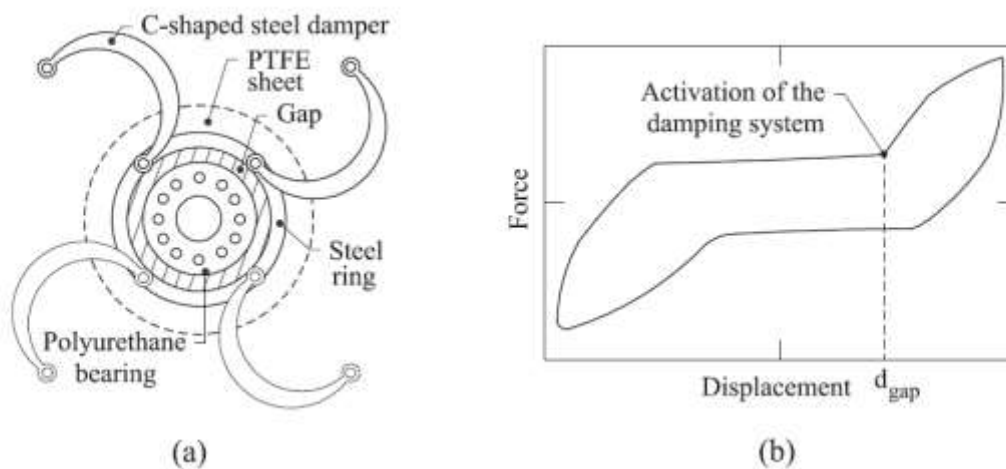 C-shaped steel damper
PTFE
sheet
Gap
Steel
ring
Polyurethane
bearing
(a)
Activation of the
damping system
Force
Displacement
d_gap
(b)